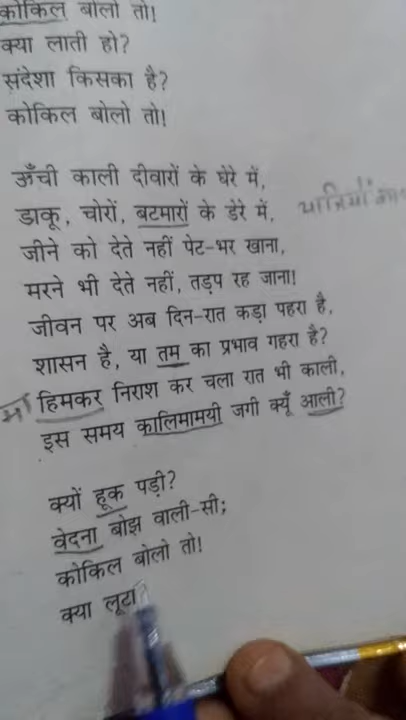 कोकिल बोलो तो!
क्या लाती हो?
संदेशा किसका है?
कोकिल बोलो तो!
ऊँची काली दीवारों के घेरे में,
डाकू, चोरों, बटमारों के डेरे में,
जीने को देते नहीं पेट-भर खाना,
मरने भी देते नहीं, तड़प रह जाना!
जीवन पर अब दिन-रात कड़ा पहरा है,
शासन है, या तम का प्रभाव गहरा है?
हिमकर निराश कर चला रात भी काली,
इस समय कालिमामयी जगी क्यूँ आली?
क्यों हूक पड़ी?
वेदना बोझ वाली-सी;
कोकिल बोलो तो!
क्या लूटा?